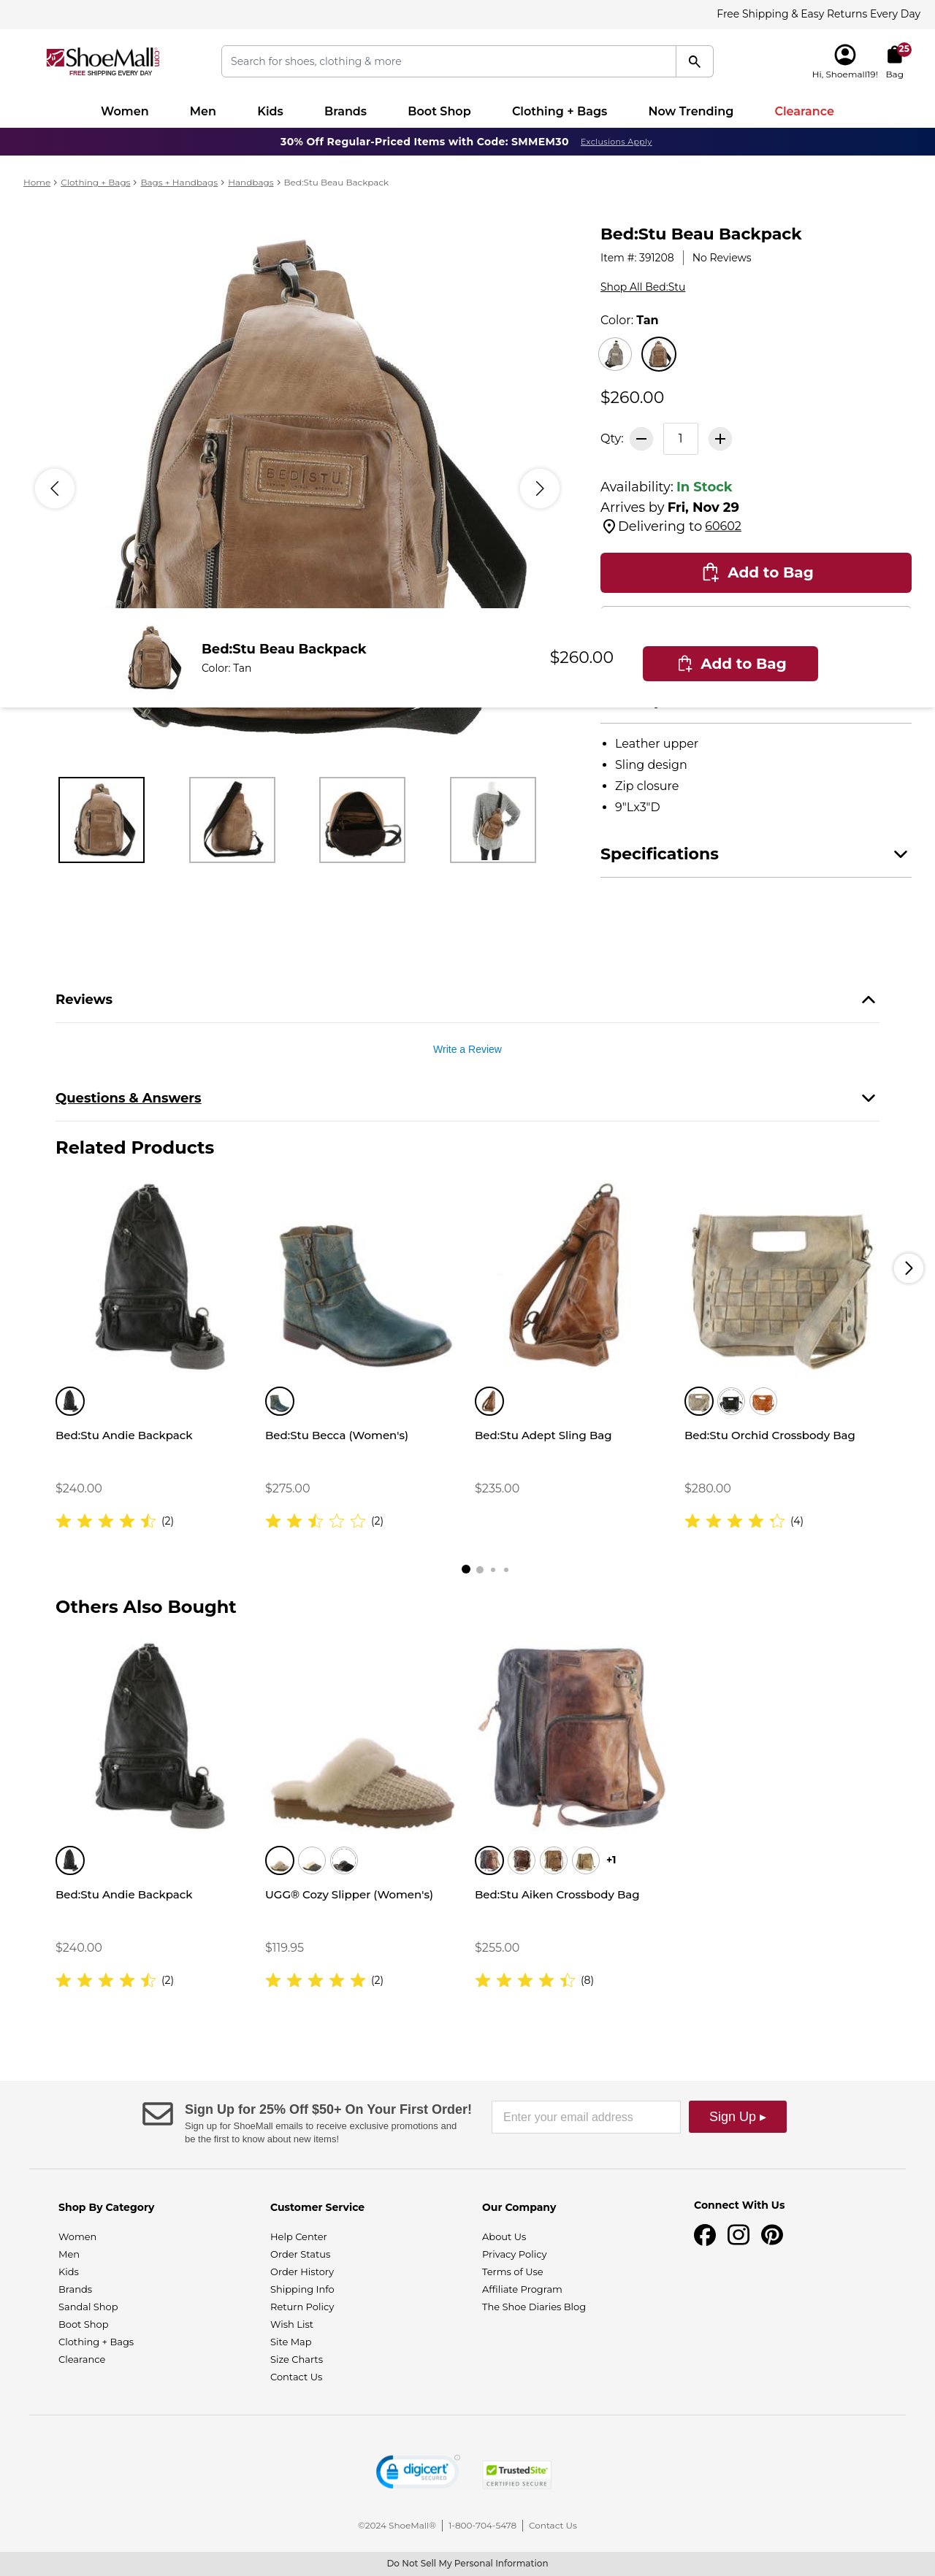 Free Shipping & Easy Returns Every Day
ShoeMall.com
FREE SHIPPING EVERY DAY
Search for shoes, clothing & more
25
Hi, Shoemall19!
Bag
Women
Men
Kids
Brands
Boot Shop
Clothing + Bags
Now Trending
Clearance
30% Off Regular-Priced Items with Code: SMMEM30 Exclusions Apply
Home > Clothing + Bags > Bags + Handbags > Handbags > Bed:Stu Beau Backpack
BED|STU.
Bed:Stu Beau Backpack
Item #: 391208 | No Reviews
Shop All Bed:Stu
Color: Tan
$260.00
Qty: 1
Availability: In Stock
Arrives by Fri, Nov 29
Delivering to 60602
Add to Bag
Bed:Stu Beau Backpack
Color: Tan
$260.00
Add to Bag
• Leather upper
• Sling design
• Zip closure
• 9"Lx3"D
Specifications
Reviews
Write a Review
Questions & Answers
Related Products
Bed:Stu Andie Backpack
$240.00
(2)
Bed:Stu Becca (Women's)
$275.00
(2)
Bed:Stu Adept Sling Bag
$235.00
Bed:Stu Orchid Crossbody Bag
$280.00
(4)
Others Also Bought
Bed:Stu Andie Backpack
$240.00
(2)
UGG® Cozy Slipper (Women's)
$119.95
(2)
+1
Bed:Stu Aiken Crossbody Bag
$255.00
(8)
Sign Up for 25% Off $50+ On Your First Order!
Sign up for ShoeMall emails to receive exclusive promotions and
be the first to know about new items!
Enter your email address
Sign Up ▸
Shop By Category
Women
Men
Kids
Brands
Sandal Shop
Boot Shop
Clothing + Bags
Clearance
Customer Service
Help Center
Order Status
Order History
Shipping Info
Return Policy
Wish List
Site Map
Size Charts
Contact Us
Our Company
About Us
Privacy Policy
Terms of Use
Affiliate Program
The Shoe Diaries Blog
Connect With Us
digicert
SECURED
TrustedSite
CERTIFIED SECURE
©2024 ShoeMall® | 1-800-704-5478 | Contact Us
Do Not Sell My Personal Information